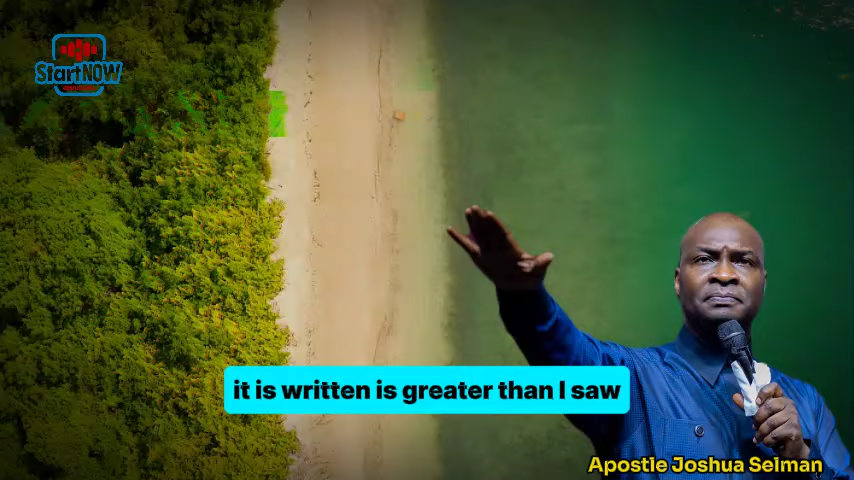 StartNOW
it is written is greater than I saw
Apostle Joshua Selman